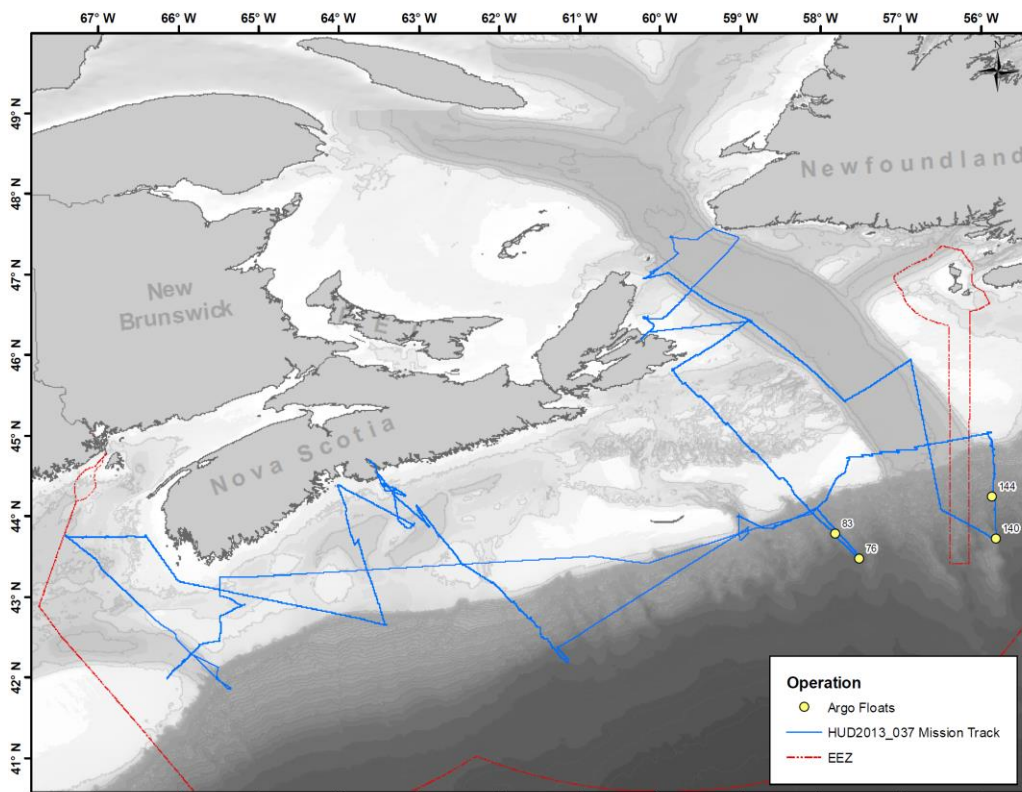 67° W 66° W 65° W 64° W 63° W 62° W 61° W 60° W 59° W 58° W 57° W 56° W
N
49° N
48° N
47° N
46° N
45° N
44° N
43° N
42° N
41° N
Newfoundland
New
Brunswick
P E I
Nova Scotia
144
140
83
76
Operation
Argo Floats
HUD2013_037 Mission Track
EEZ